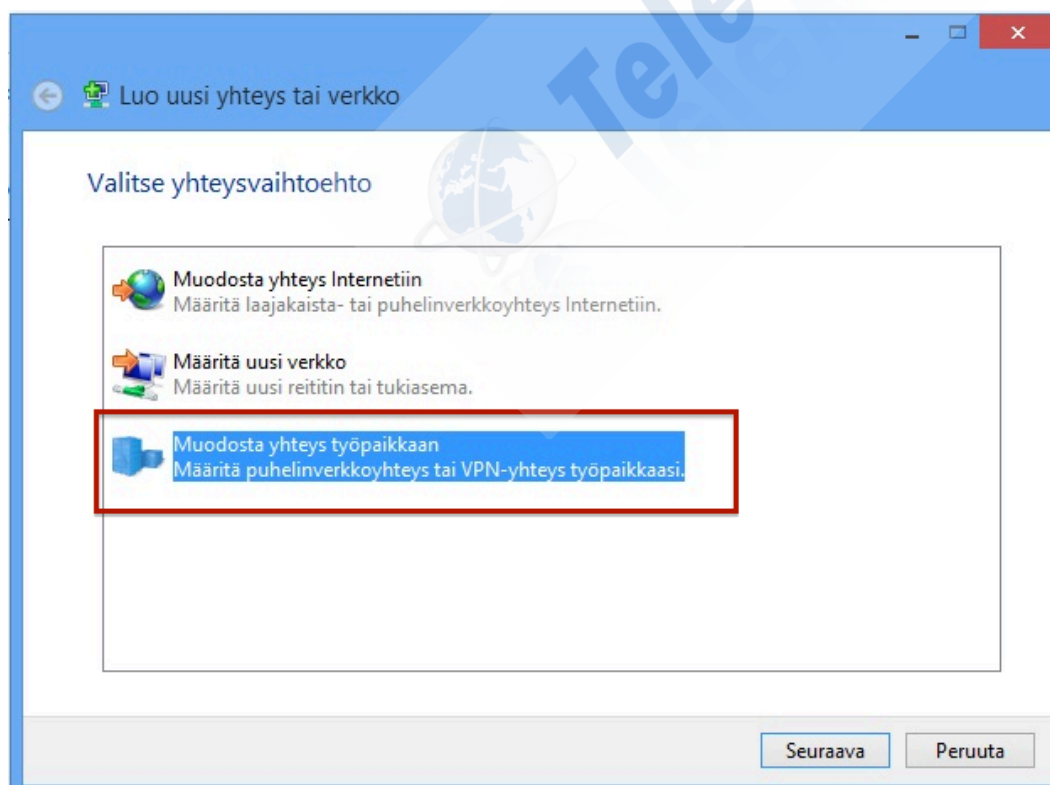 Luo uusi yhteys tai verkko
Valitse yhteysvaihtoehto
Muodosta yhteys Internetiin
Määritä laajakaista- tai puhelinverkkoyhteys Internetiin.
Määritä uusi verkko
Määritä uusi reititin tai tukiasema.
Muodosta yhteys työpaikkaan
Määritä puhelinverkkoyhteys tai VPN-yhteys työpaikkaasi.
Seuraava
Peruuta